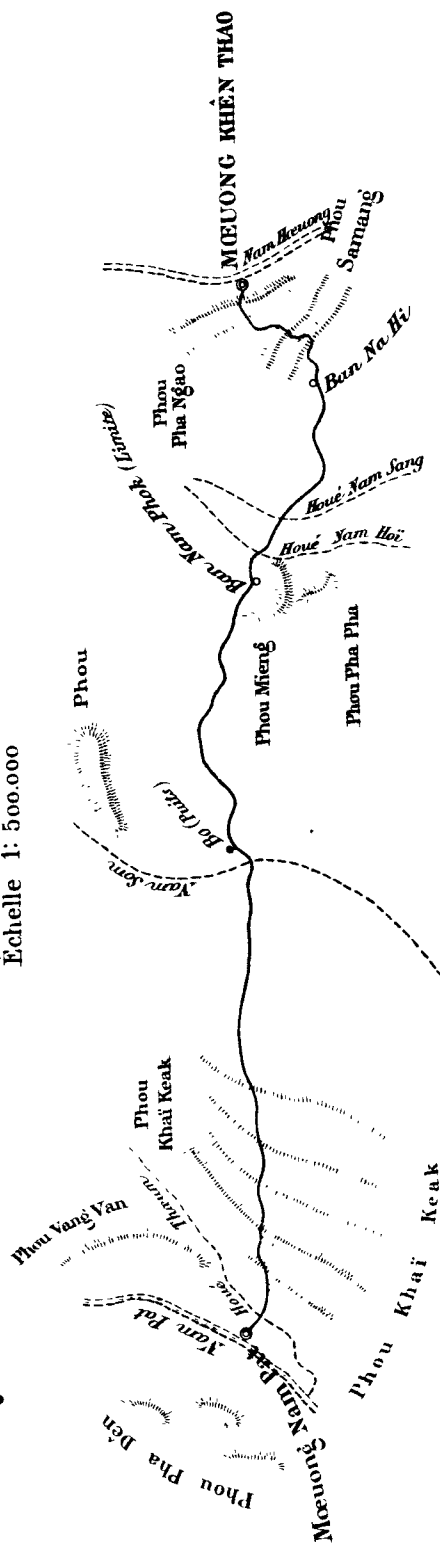 Échelle 1: 500.000
Phou Pha Dên
Mœuong Nam Pat
Nam Pat
Phou Vang Van
Houé Thurum
Phou
Khaï Keak
Phou Khaï Keak
Nam Som
Bo (Puits)
Phou
Phou Mieng
Phou Pha Pha
Ban Nam Phok (Limite)
Houé Nam Hoï
Houé Nam Sang
Phou
Pha Ngao
Ban Na Hi
Phou
Samang
Nam Hœuong
MŒUONG KHÊN THAO